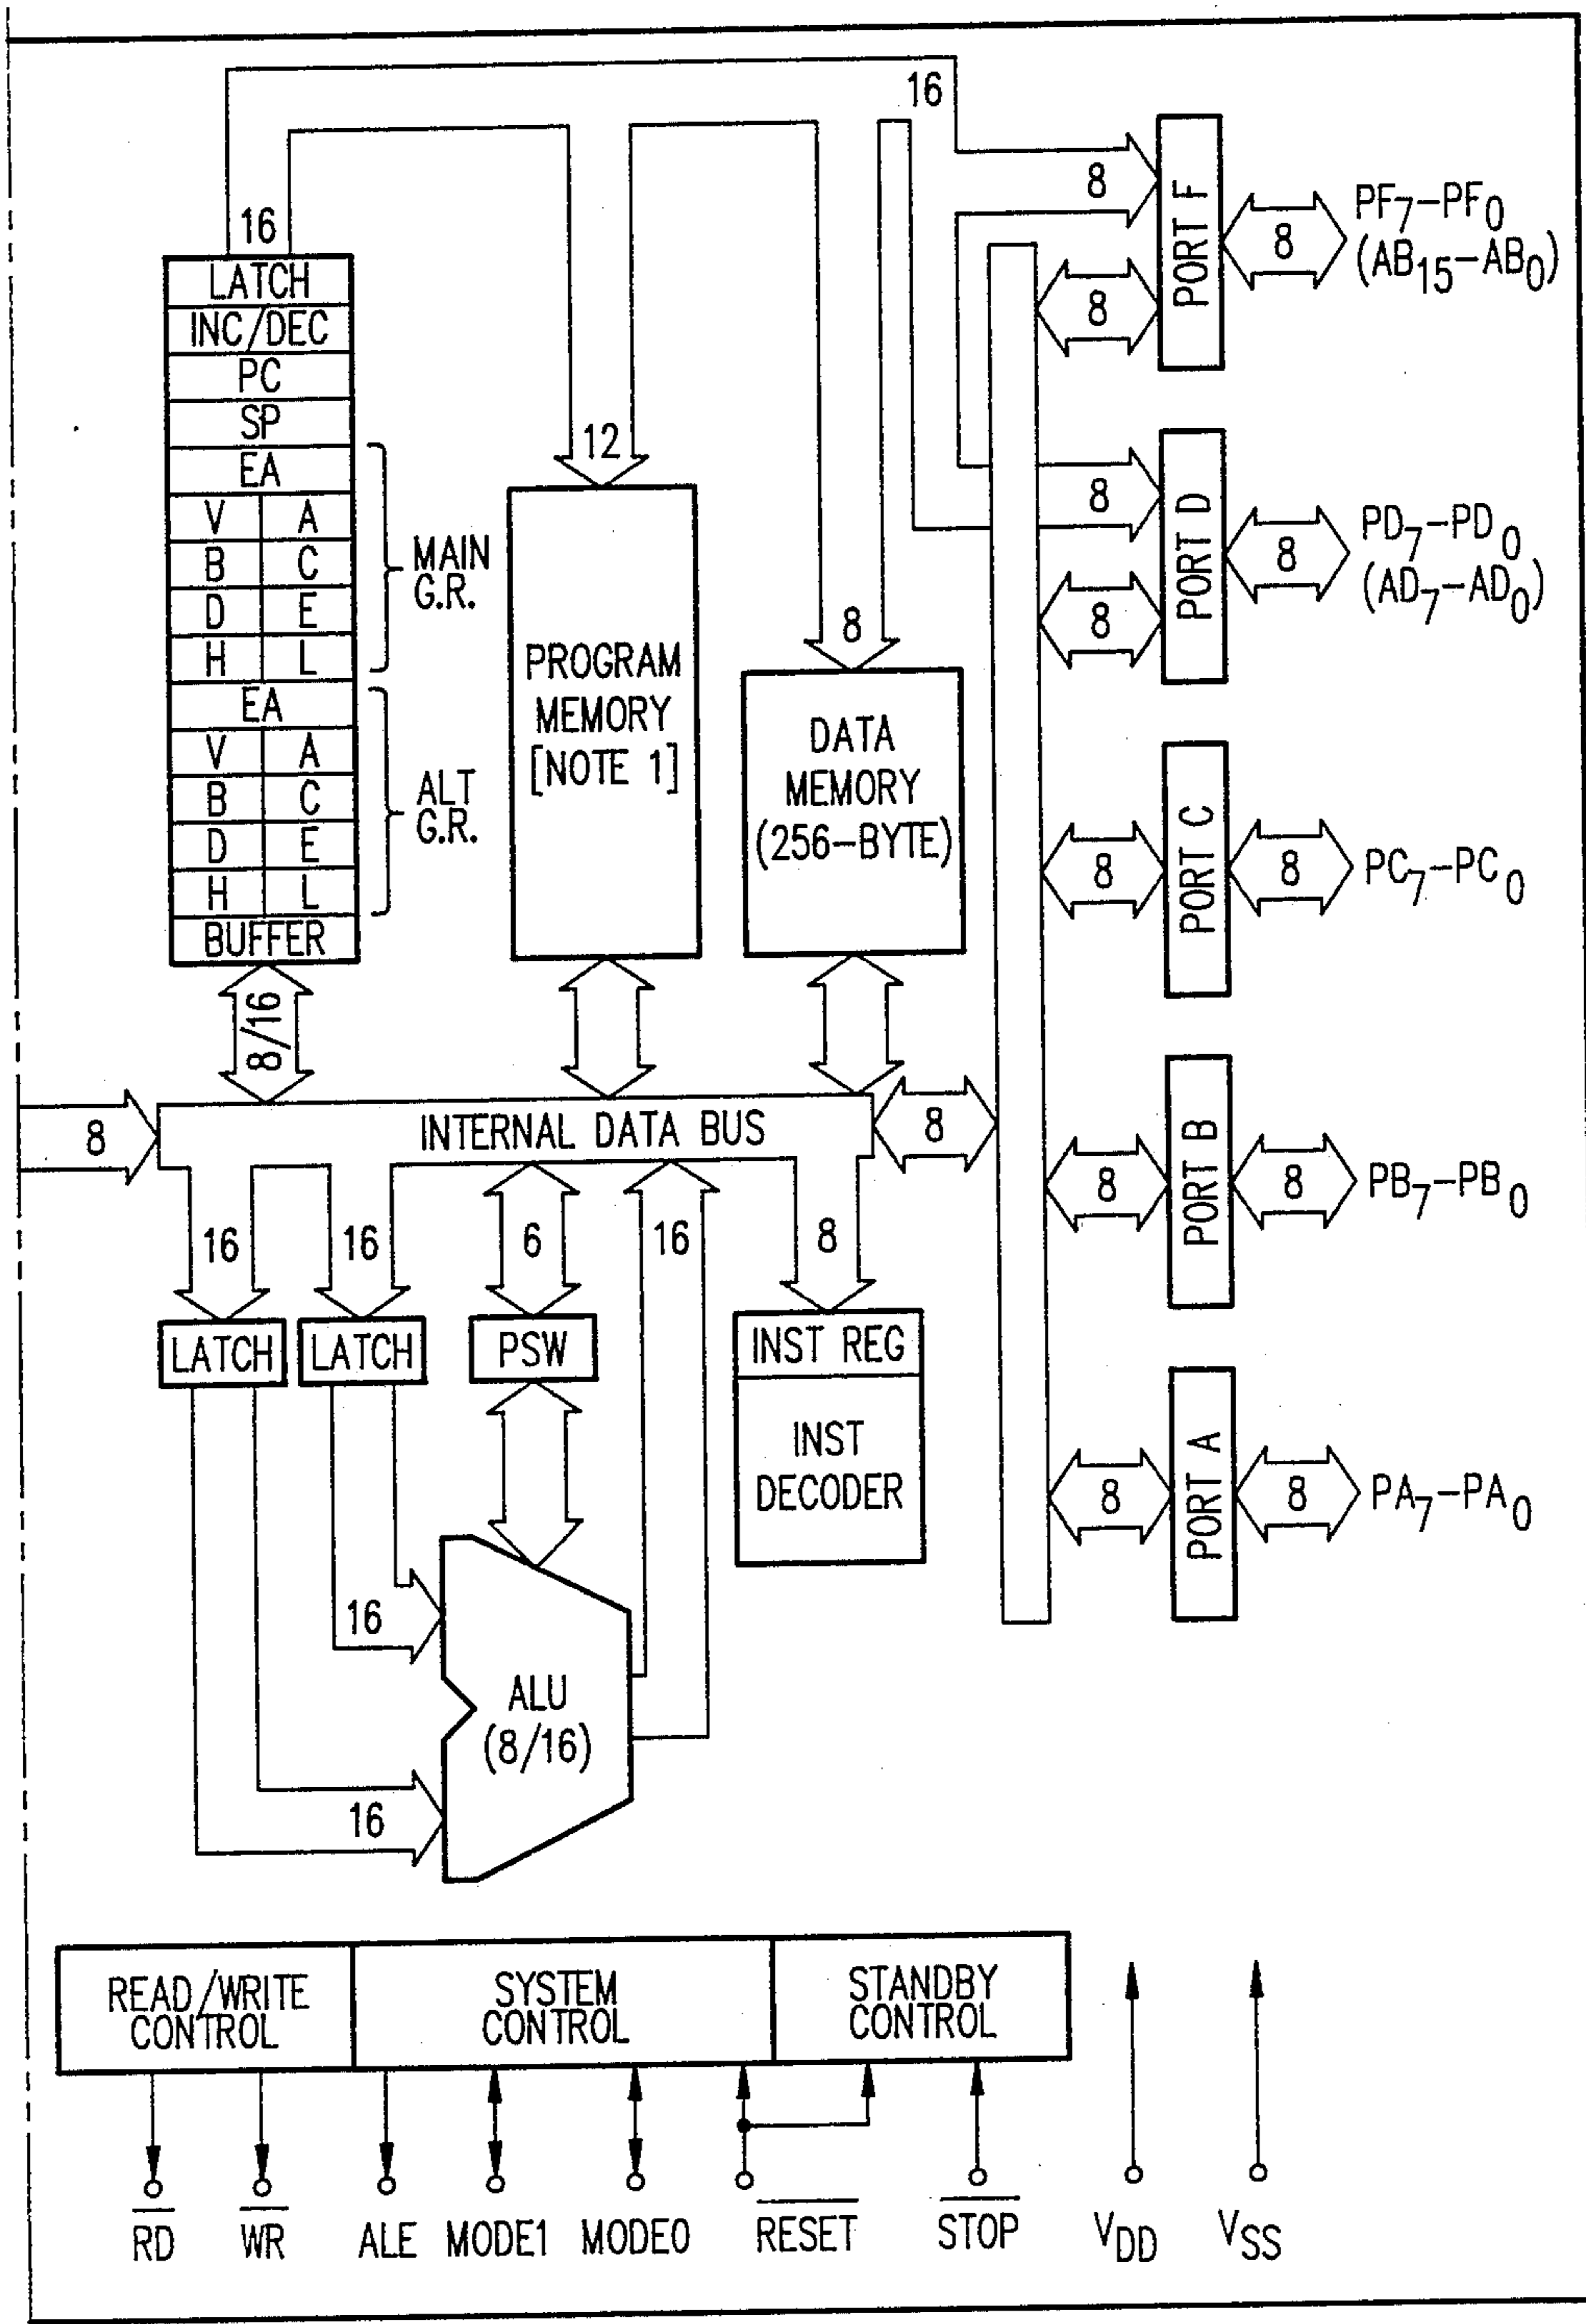 16
16
8
PORT F
8
PF7-PF0
(AB15-AB0)
8
LATCH
INC/DEC
PC
SP
EA
V A
B C
D E
H L
MAIN
G.R.
EA
V A
B C
D E
H L
ALT
G.R.
BUFFER
8/16
12
PROGRAM
MEMORY
[NOTE 1]
8
DATA
MEMORY
(256-BYTE)
8
PORT D
8
PD7-PD0
(AD7-AD0)
8
8
PORT C
8
PC7-PC0
8
INTERNAL DATA BUS
8
8
PORT B
8
PB7-PB0
16
16
6
16
8
LATCH
LATCH
PSW
INST REG
INST
DECODER
8
PORT A
8
PA7-PA0
16
ALU
(8/16)
16
READ/WRITE
CONTROL
SYSTEM
CONTROL
STANDBY
CONTROL
RD
WR
ALE
MODE1
MODE0
RESET
STOP
VDD
VSS